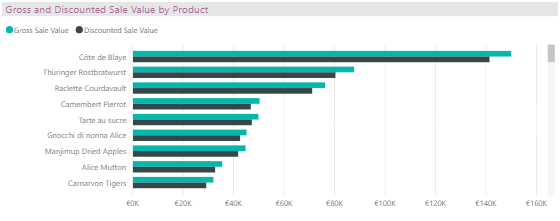 Gross and Discounted Sale Value by Product
Gross Sale Value Discounted Sale Value
Côte de Blaye
Thüringer Rostbratwurst
Raclette Courdavault
Camembert Pierrot
Tarte au sucre
Gnocchi di nonna Alice
Manjimup Dried Apples
Alice Mutton
Carnarvon Tigers
€0K €20K €40K €60K €80K €100K €120K €140K €160K